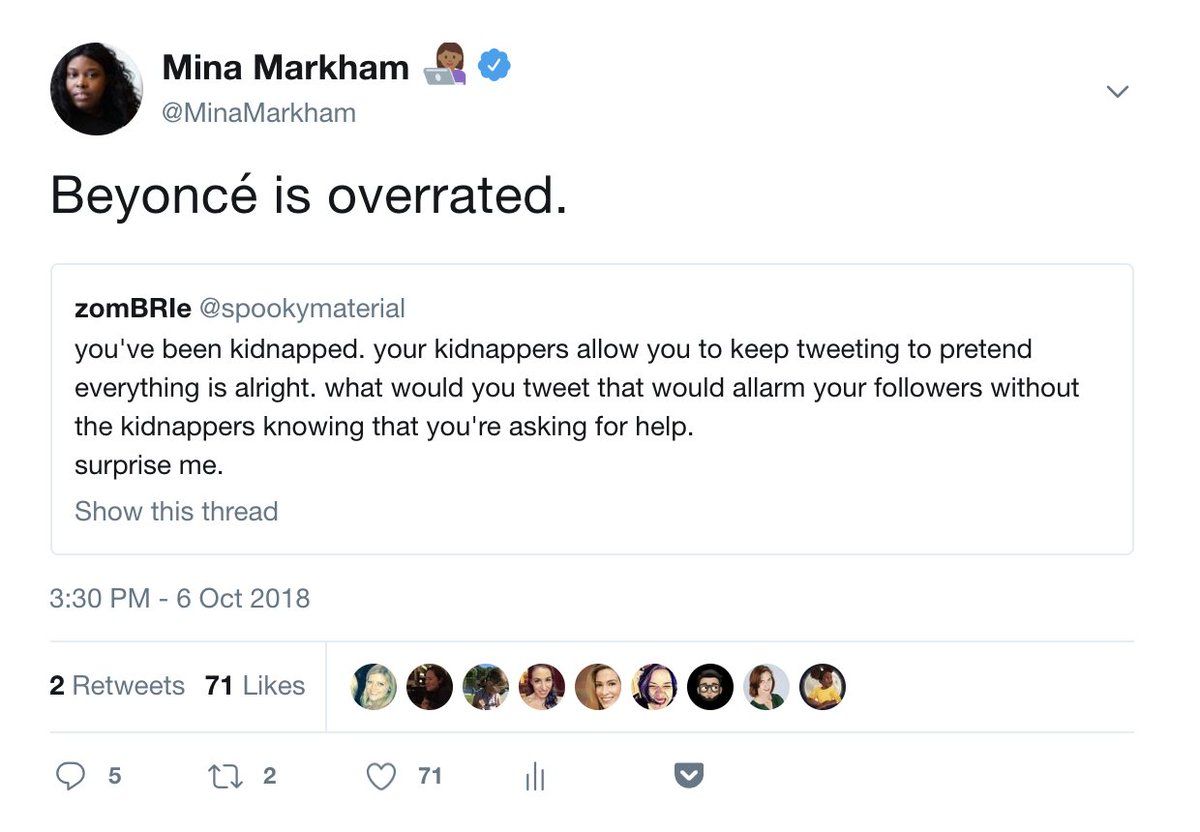 Mina Markham
@MinaMarkham
Beyoncé is overrated.
zomBRIe @spookymaterial
you've been kidnapped. your kidnappers allow you to keep tweeting to pretend
everything is alright. what would you tweet that would allarm your followers without
the kidnappers knowing that you're asking for help.
surprise me.
Show this thread
3:30 PM - 6 Oct 2018
2 Retweets 71 Likes
5 2 71